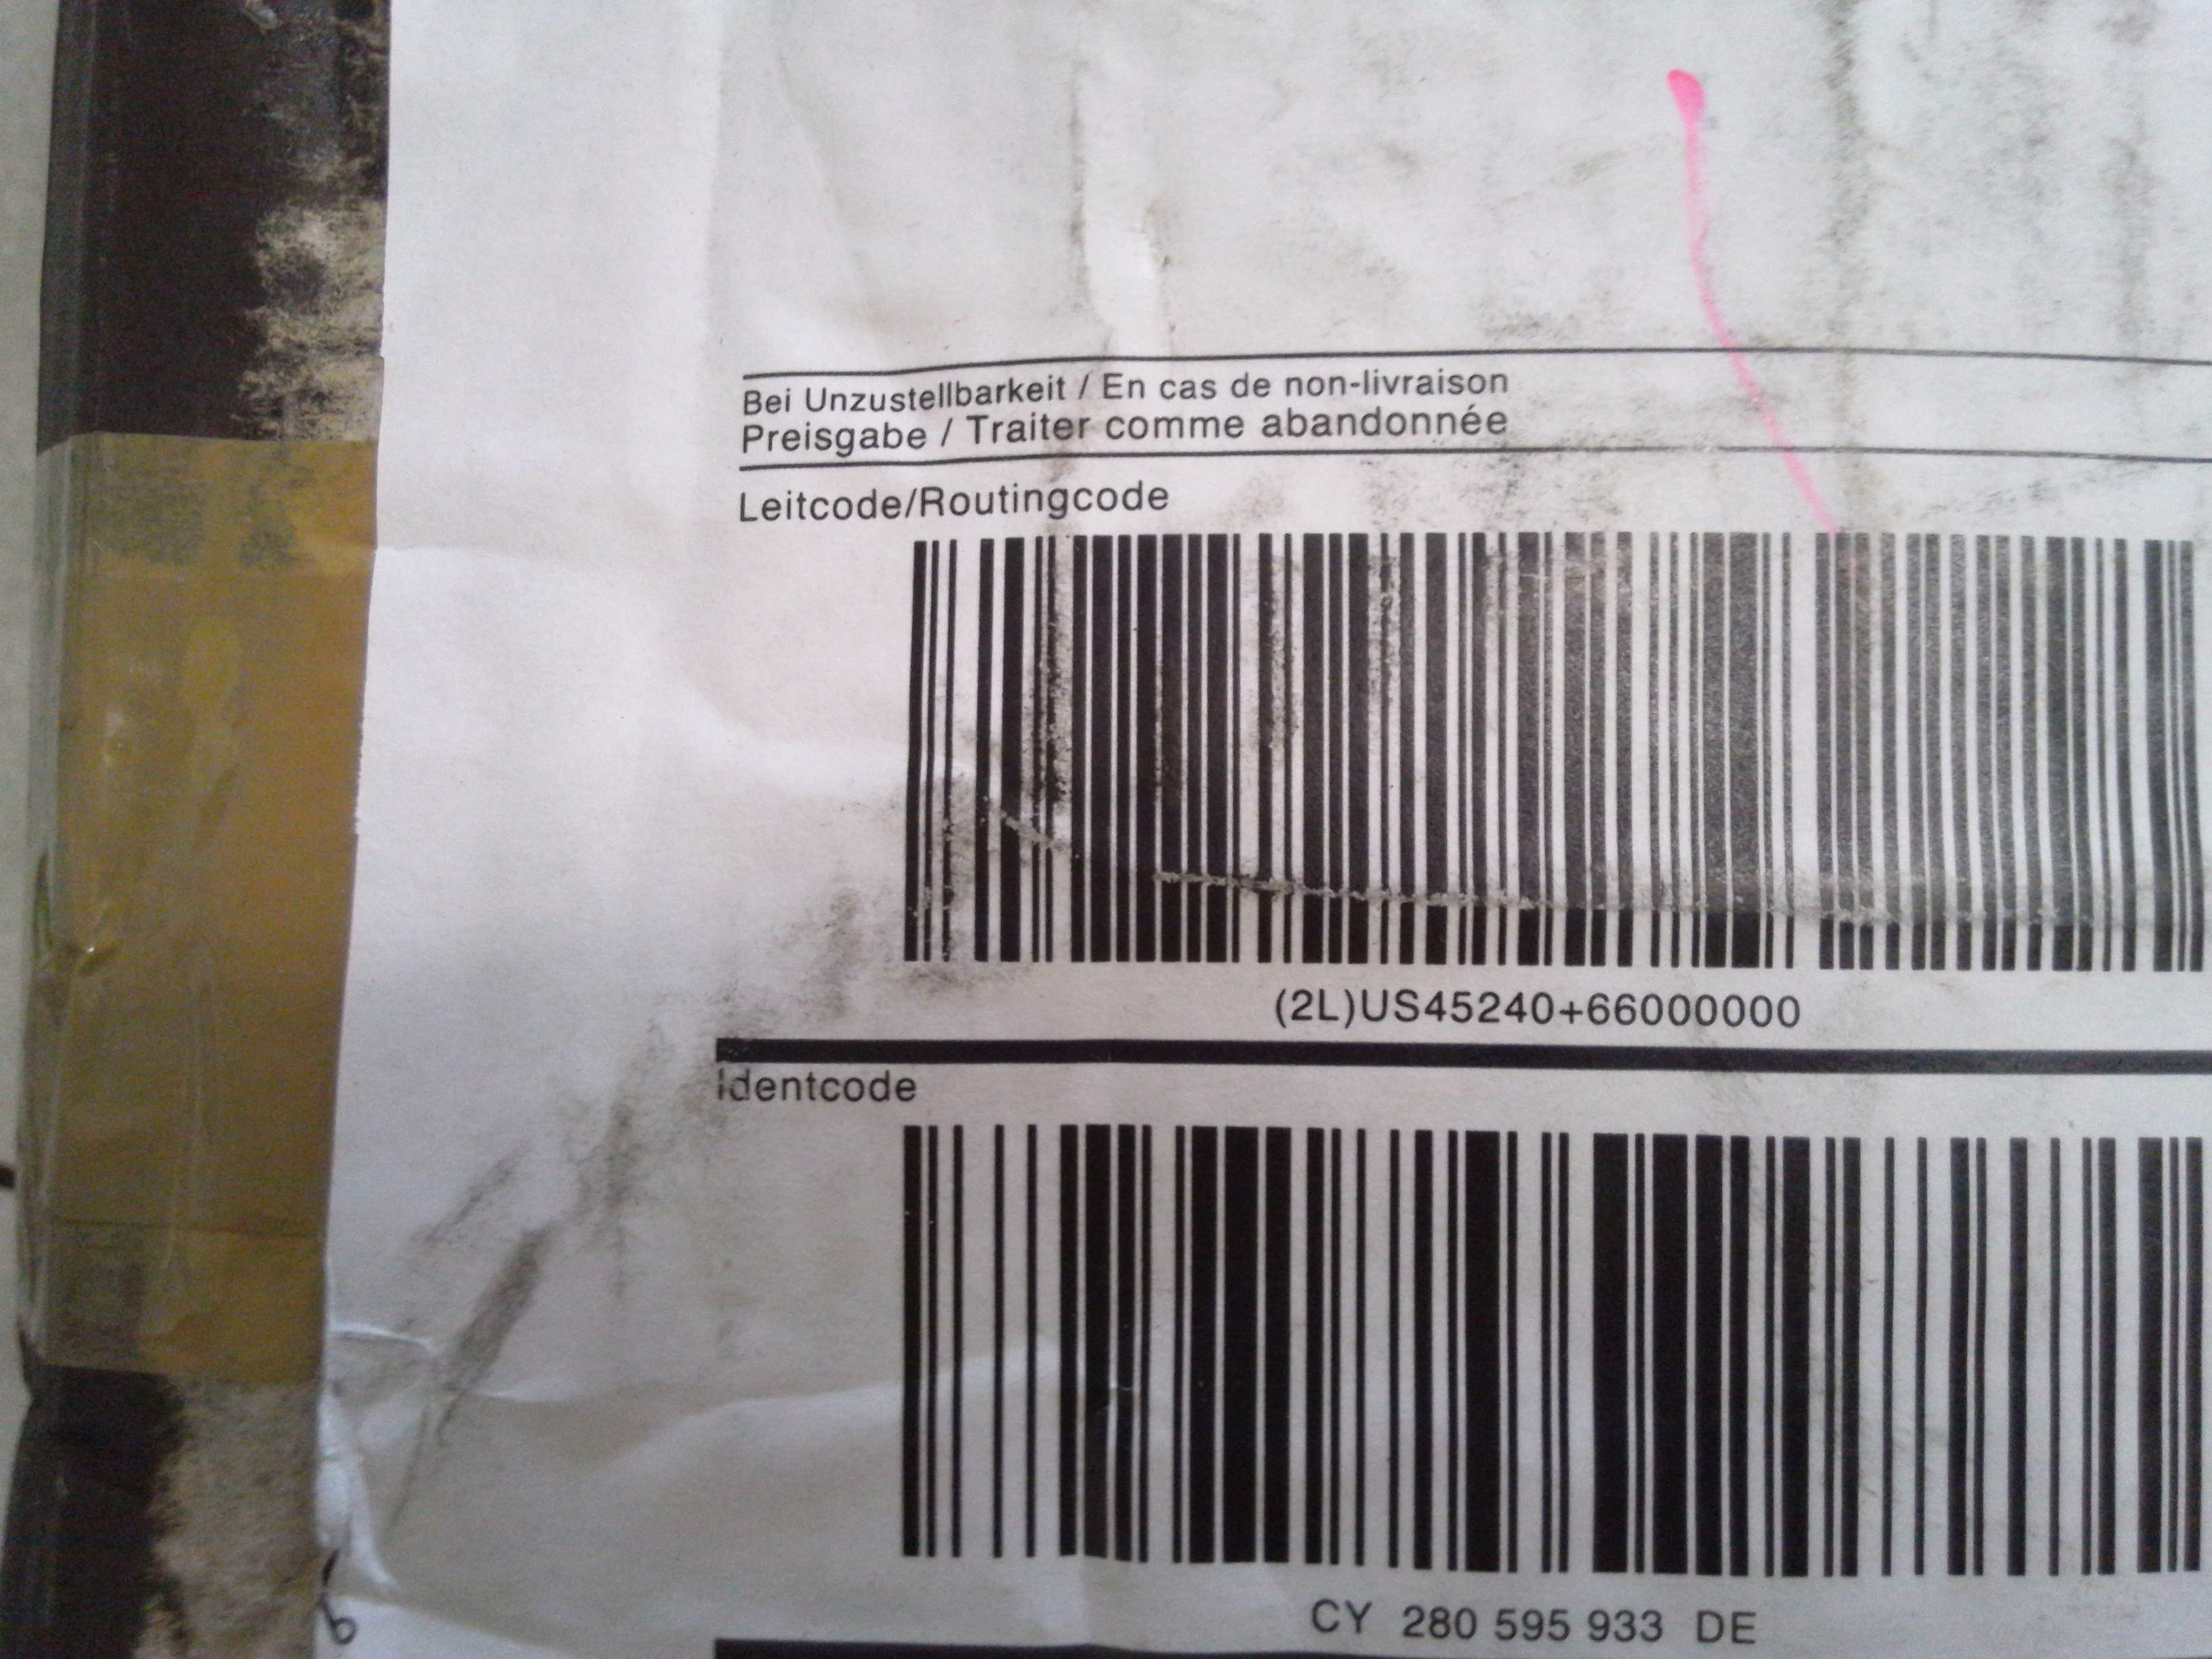 Bei Unzustellbarkeit / En cas de non-livraison
Preisgabe / Traiter comme abandonnée
Leitcode/Routingcode
(2L)US45240+66000000
Identcode
CY 280 595 933 DE